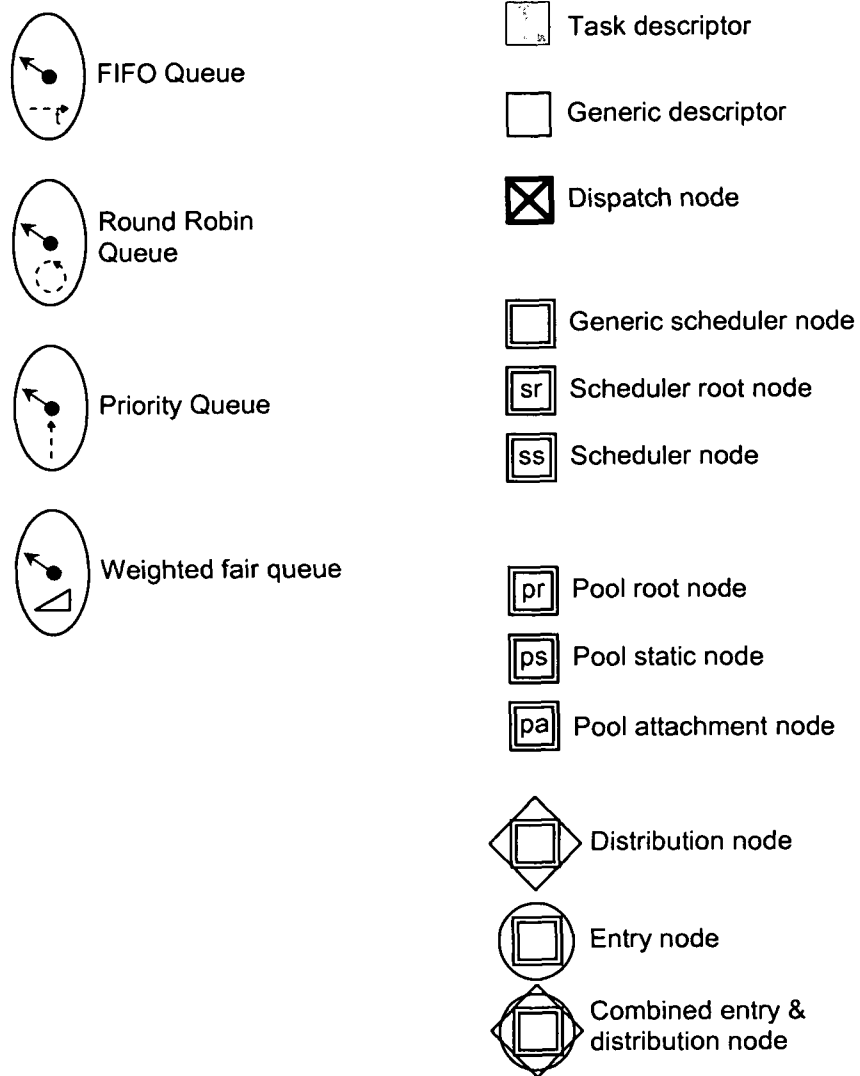 t
FIFO Queue
Round Robin
Queue
Priority Queue
Weighted fair queue
Task descriptor
Generic descriptor
Dispatch node
Generic scheduler node
sr Scheduler root node
ss Scheduler node
pr Pool root node
ps Pool static node
pa Pool attachment node
Distribution node
Entry node
Combined entry &
distribution node